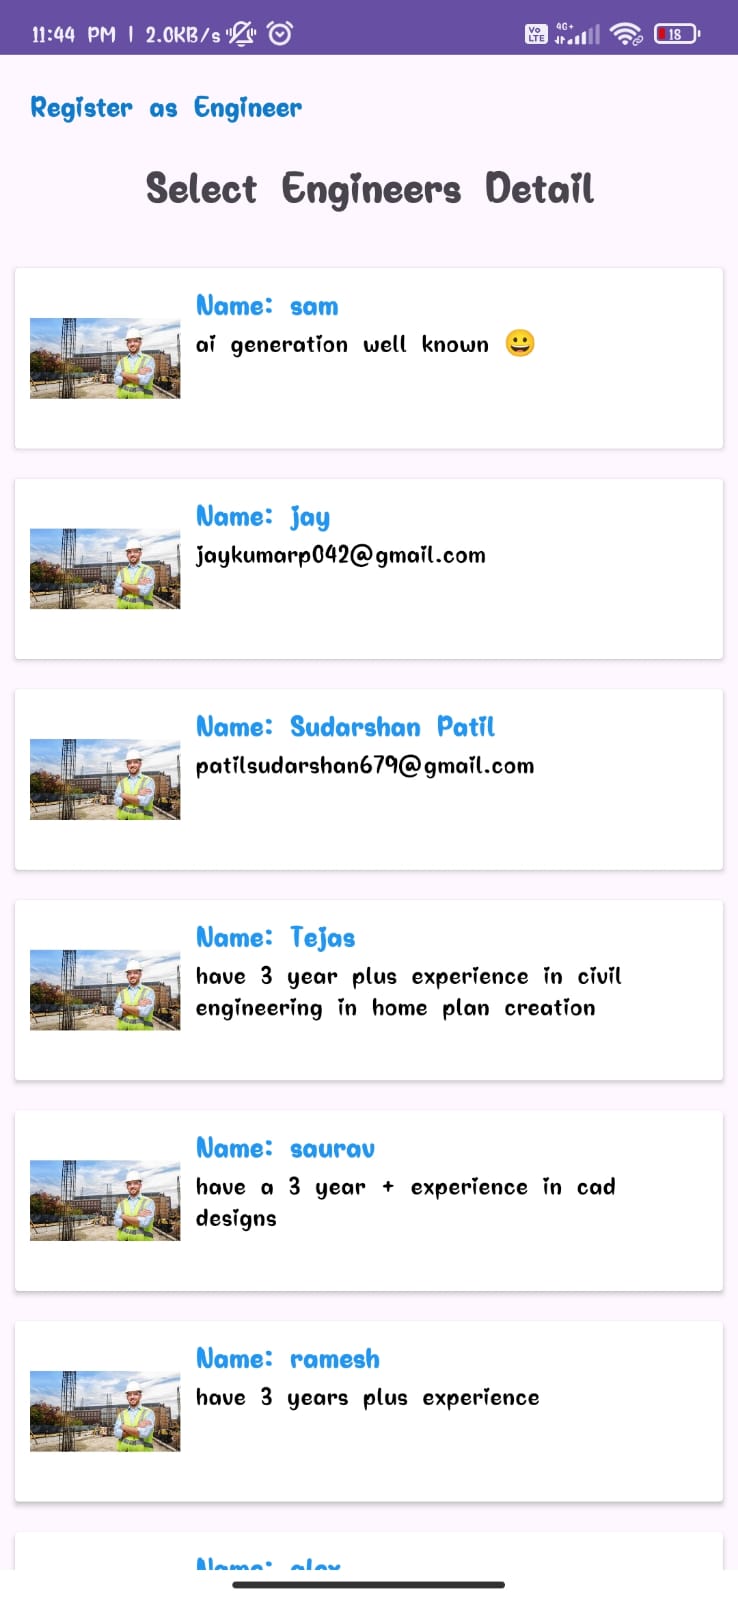 11:44 PM | 2.0KB/s
Vo LTE 4G+ 18
Register as Engineer
Select Engineers Detail
Name: sam
ai generation well known 😀
Name: jay
jaykumarp042@gmail.com
Name: Sudarshan Patil
patilsudarshan679@gmail.com
Name: Tejas
have 3 year plus experience in civil
engineering in home plan creation
Name: saurav
have a 3 year + experience in cad
designs
Name: ramesh
have 3 years plus experience
Name: alex